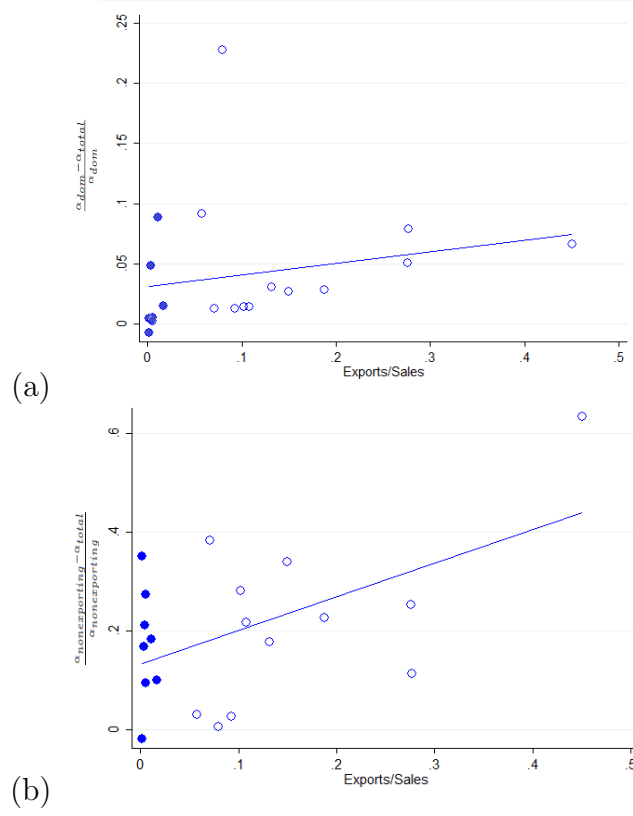 .25
.2
.15
.1
.05
0
α_dom−α_total
α_dom
0 .1 .2 .3 .4 .5
Exports/Sales
(a)
.6
.4
.2
0
α_nonexporting−α_total
α_nonexporting
0 .1 .2 .3 .4 .5
Exports/Sales
(b)